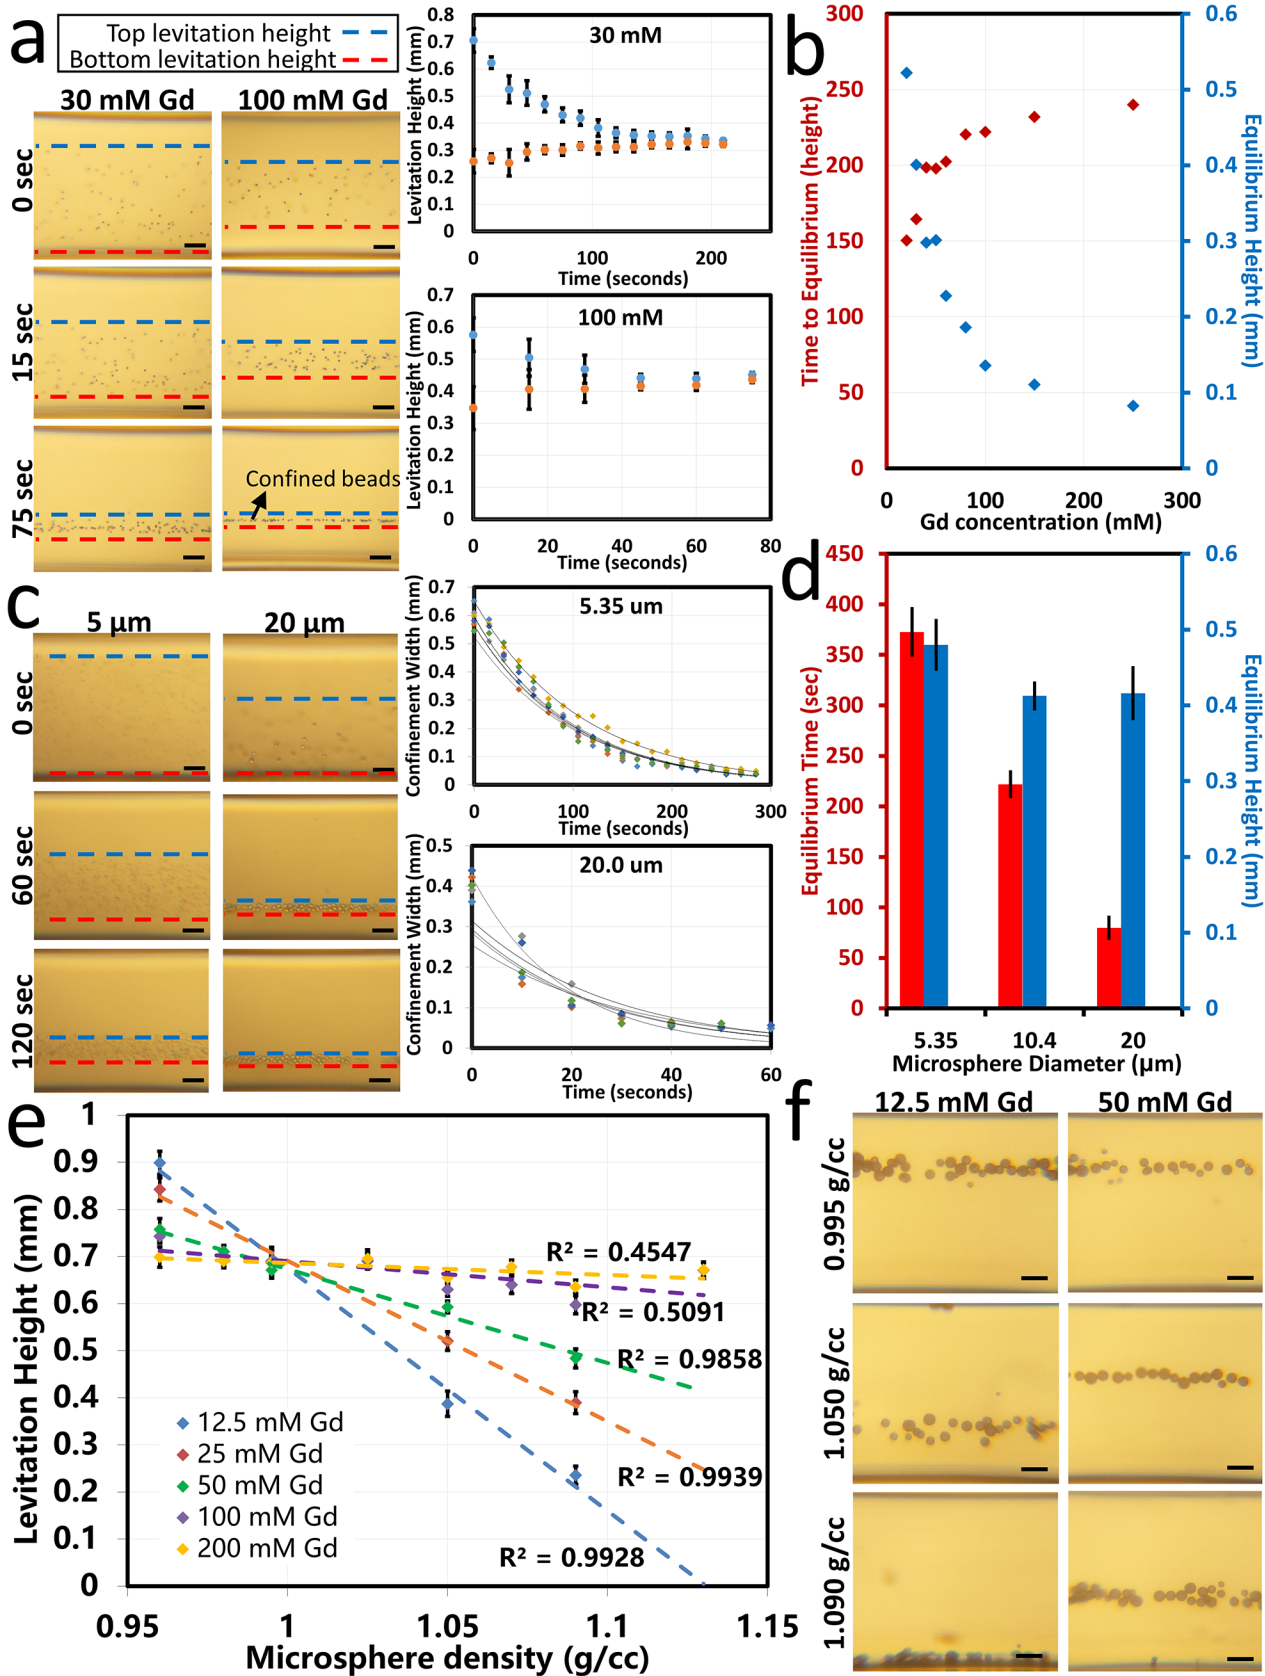 a
Top levitation height
Bottom levitation height
30 mM Gd
100 mM Gd
0 sec
15 sec
75 sec
Confined beads
Levitation Height (mm)
0.8
0.7
0.6
0.5
0.4
0.3
0.2
0.1
0
30 mM
0
100
200
Time (seconds)
Levitation Height (mm)
0.7
0.6
0.5
0.4
0.3
0.2
0.1
0
100 mM
0
20
40
60
80
Time (seconds)
b
Time to Equilibrium (height)
300
250
200
150
100
50
0
0
100
200
300
Gd concentration (mM)
0.6
0.5
0.4
0.3
0.2
0.1
0
Equilibrium Height (mm)
c
5 µm
20 µm
0 sec
60 sec
120 sec
Confinement Width (mm)
0.7
0.6
0.5
0.4
0.3
0.2
0.1
0
5.35 um
0
100
200
300
Time (seconds)
Confinement Width (mm)
0.5
0.4
0.3
0.2
0.1
0
20.0 um
0
20
40
60
Time (seconds)
d
Equilibrium Time (sec)
450
400
350
300
250
200
150
100
50
0
5.35
10.4
20
Microsphere Diameter (µm)
0.6
0.5
0.4
0.3
0.2
0.1
0
Equilibrium Height (mm)
e
Levitation Height (mm)
1
0.9
0.8
0.7
0.6
0.5
0.4
0.3
0.2
0.1
0
R² = 0.4547
R² = 0.5091
R² = 0.9858
R² = 0.9939
R² = 0.9928
12.5 mM Gd
25 mM Gd
50 mM Gd
100 mM Gd
200 mM Gd
0.95
1
1.05
1.1
1.15
Microsphere density (g/cc)
f
12.5 mM Gd
50 mM Gd
0.995 g/cc
1.050 g/cc
1.090 g/cc